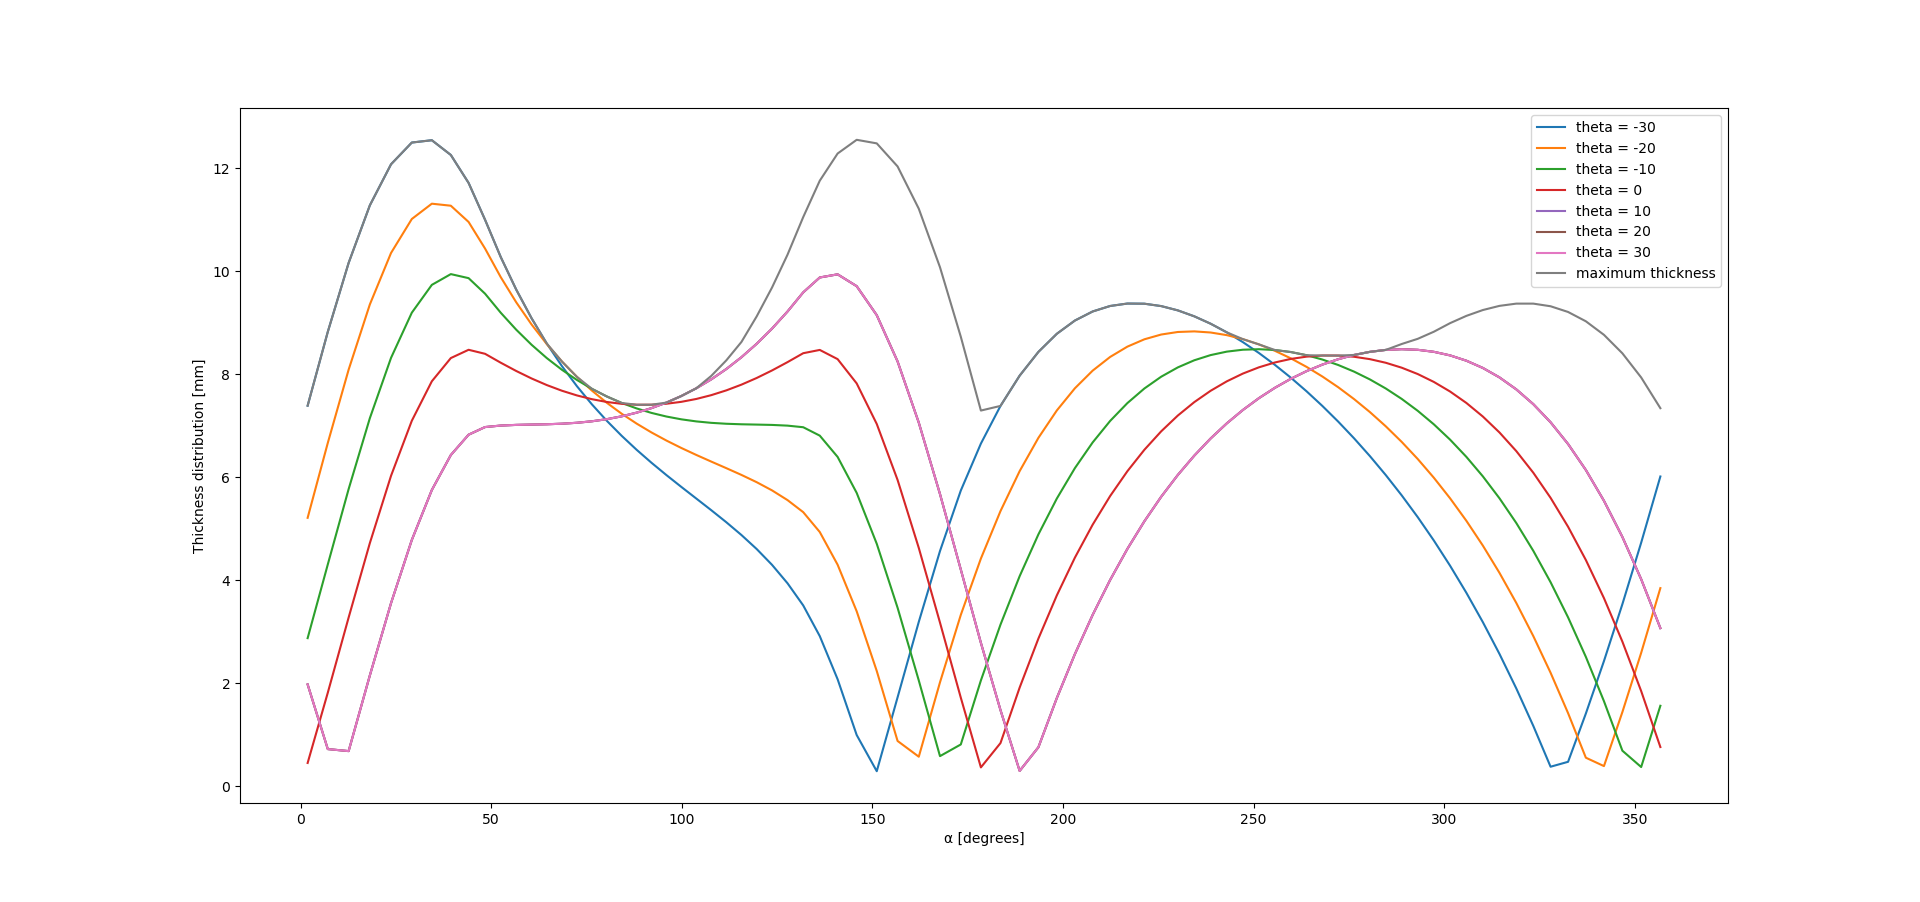 theta = -30
theta = -20
theta = -10
theta = 0
theta = 10
theta = 20
theta = 30
maximum thickness
Thickness distribution [mm]
12
10
8
6
4
2
0
0 50 100 150 200 250 300 350
α [degrees]